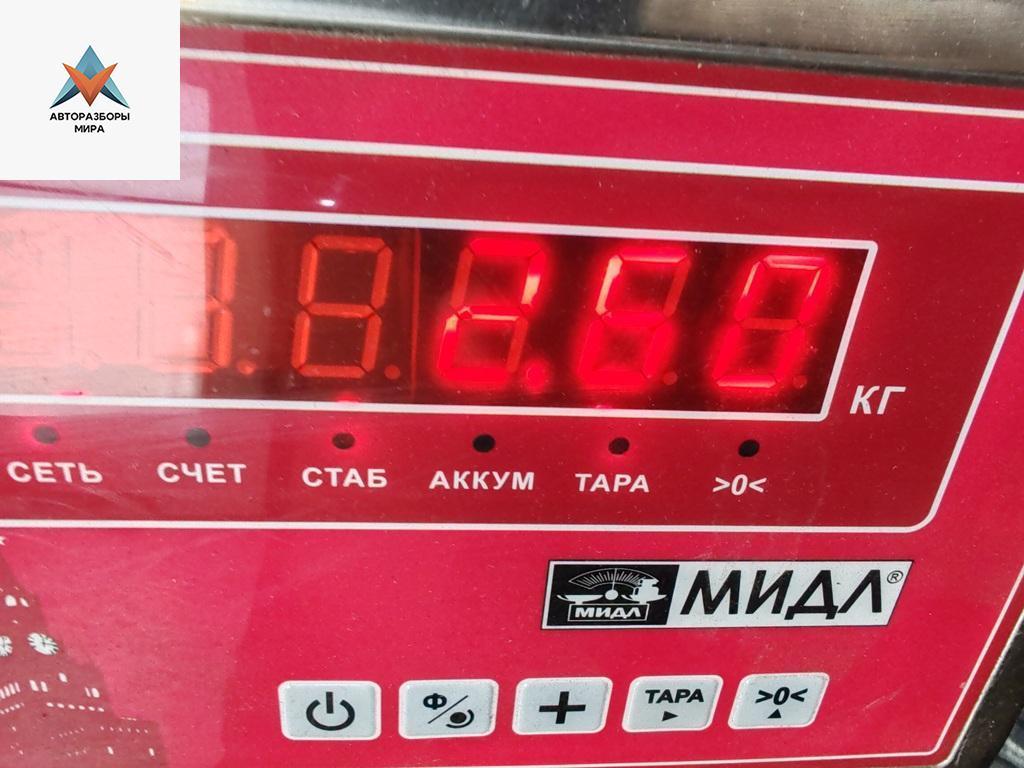 АВТОРАЗБОРЫ
МИРА
КГ
СЕТЬ СЧЕТ СТАБ АККУМ ТАРА >0<
МИДЛ МИДЛ®
Ф ТАРА >0<